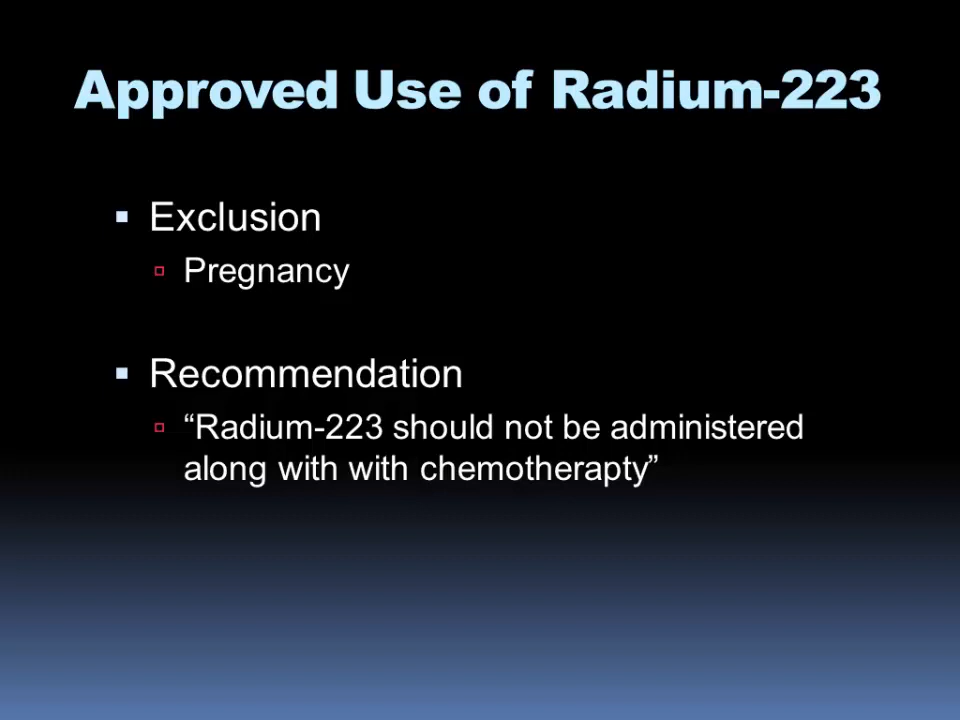 Approved Use of Radium-223
Exclusion
Pregnancy
Recommendation
“Radium-223 should not be administered
along with with chemotherapty”